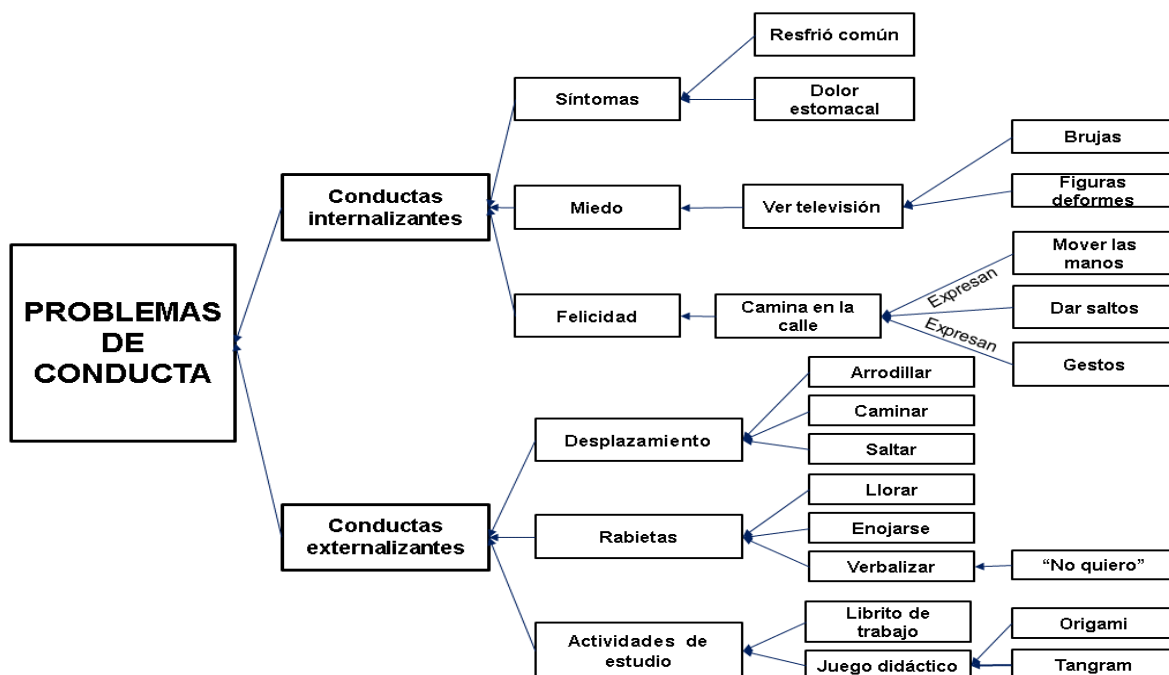 PROBLEMAS
DE
CONDUCTA
Conductas
internalizantes
Síntomas
Resfrió común
Dolor
estomacal
Miedo
Ver televisión
Brujas
Figuras
deformes
Felicidad
Camina en la
calle
Expresan
Expresan
Mover las
manos
Dar saltos
Gestos
Conductas
externalizantes
Desplazamiento
Arrodillar
Caminar
Saltar
Rabietas
Llorar
Enojarse
Verbalizar
“No quiero”
Actividades de
estudio
Librito de
trabajo
Juego didáctico
Origami
Tangram